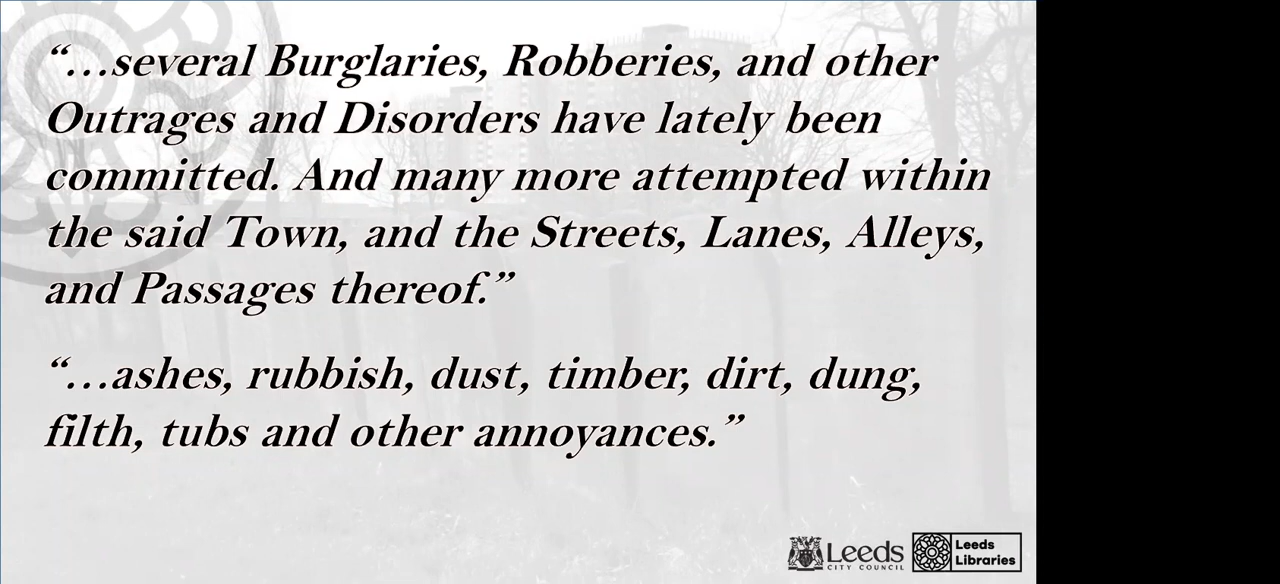 “…several Burglaries, Robberies, and other
Outrages and Disorders have lately been
committed. And many more attempted within
the said Town, and the Streets, Lanes, Alleys,
and Passages thereof.”
“…ashes, rubbish, dust, timber, dirt, dung,
filth, tubs and other annoyances.”
Leeds
CITY COUNCIL
Leeds
Libraries